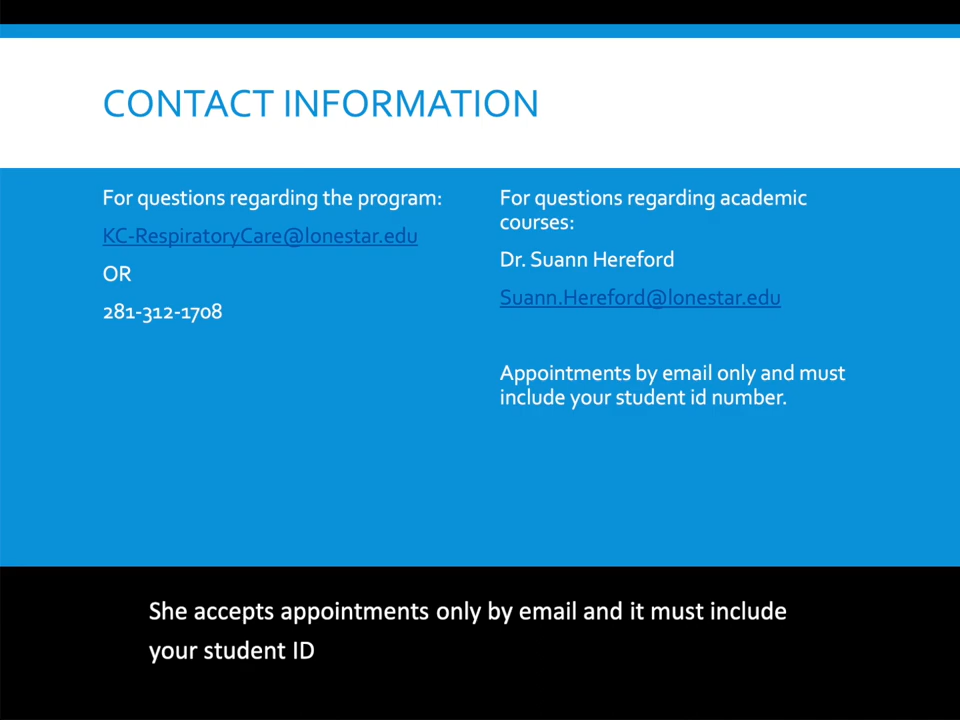 CONTACT INFORMATION
For questions regarding the program:
KC-RespiratoryCare@lonestar.edu
OR
281-312-1708
For questions regarding academic
courses:
Dr. Suann Hereford
Suann.Hereford@lonestar.edu
Appointments by email only and must
include your student id number.
She accepts appointments only by email and it must include
your student ID